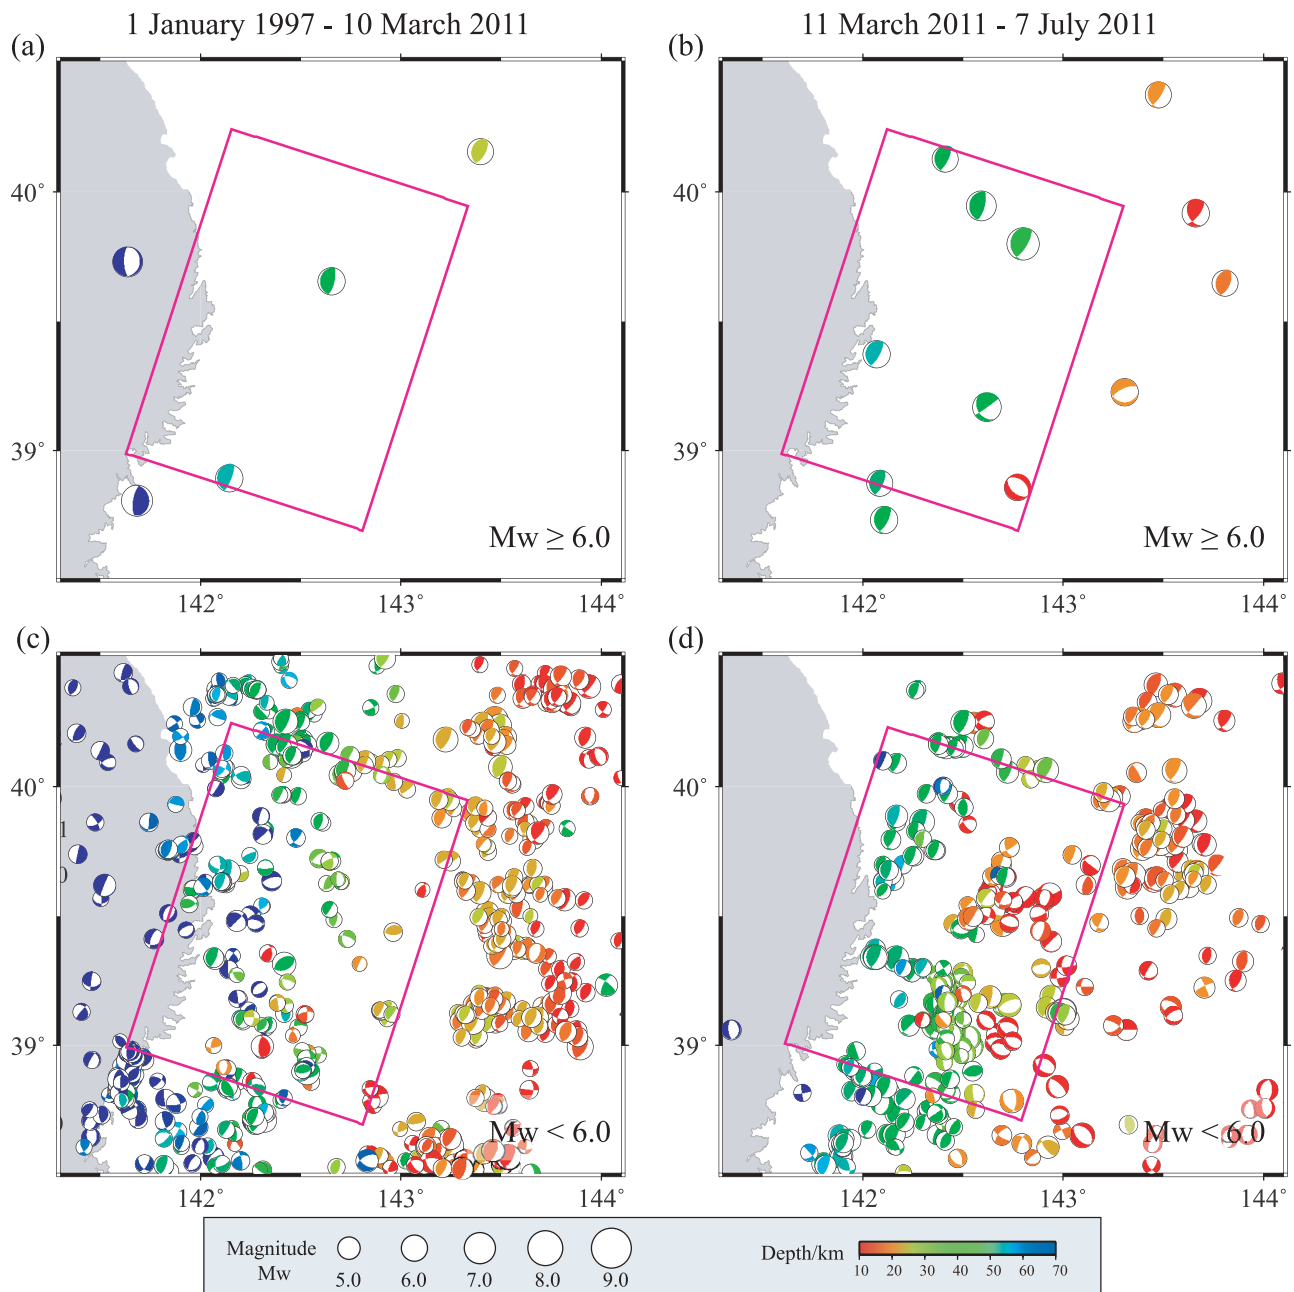 1 January 1997 - 10 March 2011
11 March 2011 - 7 July 2011
(a)
(b)
40°
39°
Mw ≥ 6.0
142°
143°
144°
40°
39°
Mw ≥ 6.0
142°
143°
144°
(c)
(d)
40°
1
0
39°
Mw < 6.0
142°
143°
144°
40°
39°
Mw < 6.0
142°
143°
144°
Magnitude
Mw
5.0 6.0 7.0 8.0 9.0
Depth/km
10 20 30 40 50 60 70